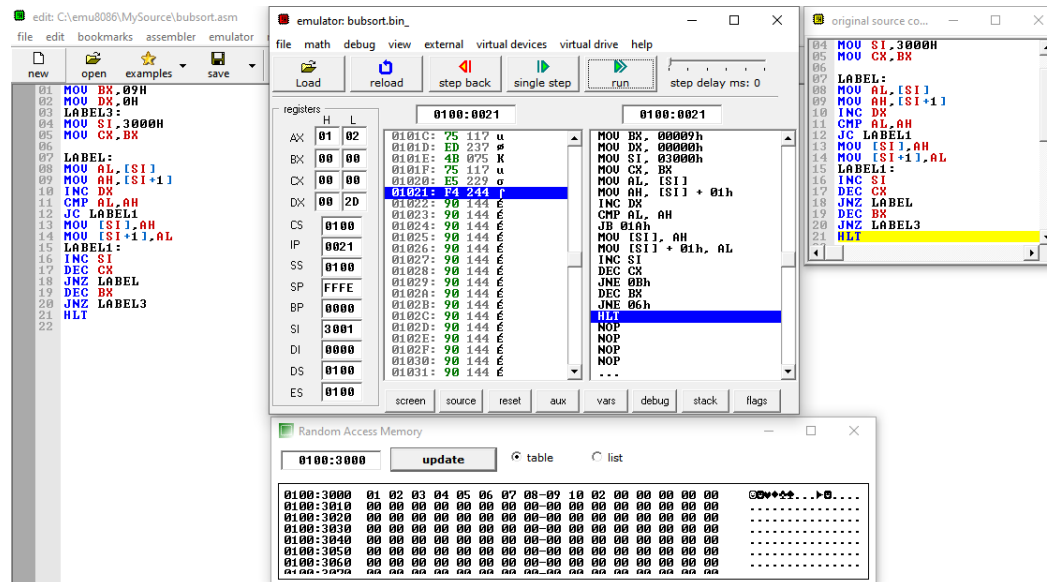 edit: C:\emu8086\MySource\bubsort.asm
file edit bookmarks assembler emulator
new open examples save
01 MOV BX,09H
02 MOV DX,0H
03 LABEL3:
04 MOV SI,3000H
05 MOV CX,BX
06
07 LABEL:
08 MOV AL,[SI]
09 MOV AH,[SI+1]
10 INC DX
11 CMP AL,AH
12 JC LABEL1
13 MOV [SI],AH
14 MOV [SI+1],AL
15 LABEL1:
16 INC SI
17 DEC CX
18 JNZ LABEL
19 DEC BX
20 JNZ LABEL3
21 HLT
22
emulator: bubsort.bin_
file math debug view external virtual devices virtual drive help
Load reload step back single step run step delay ms: 0
registers
H L
AX 01 02
BX 00 00
CX 00 00
DX 00 2D
CS 0100
IP 0021
SS 0100
SP FFFE
BP 0000
SI 3001
DI 0000
DS 0100
ES 0100
0100:0021
0101C: 75 117 u
0101D: ED 237 ø
0101E: 4B 075 K
0101F: 75 117 u
01020: E5 229 σ
01021: F4 244 ⌠
01022: 90 144 É
01023: 90 144 É
01024: 90 144 É
01025: 90 144 É
01026: 90 144 É
01027: 90 144 É
01028: 90 144 É
01029: 90 144 É
0102A: 90 144 É
0102B: 90 144 É
0102C: 90 144 É
0102D: 90 144 É
0102E: 90 144 É
0102F: 90 144 É
01030: 90 144 É
01031: 90 144 É
0100:0021
MOV BX, 00009h
MOV DX, 00000h
MOV SI, 03000h
MOV CX, BX
MOV AL, [SI]
MOV AH, [SI] + 01h
INC DX
CMP AL, AH
JB 01Ah
MOV [SI], AH
MOV [SI] + 01h, AL
INC SI
DEC CX
JNE 0Bh
DEC BX
JNE 06h
HLT
NOP
NOP
NOP
NOP
...
screen source reset aux vars debug stack flags
original source co...
04 MOV SI,3000H
05 MOV CX,BX
06
07 LABEL:
08 MOV AL,[SI]
09 MOV AH,[SI+1]
10 INC DX
11 CMP AL,AH
12 JC LABEL1
13 MOV [SI],AH
14 MOV [SI+1],AL
15 LABEL1:
16 INC SI
17 DEC CX
18 JNZ LABEL
19 DEC BX
20 JNZ LABEL3
21 HLT
Random Access Memory
0100:3000 update table list
0100:3000 01 02 03 04 05 06 07 08-09 10 02 00 00 00 00 00
0100:3010 00 00 00 00 00 00 00 00-00 00 00 00 00 00 00 00 ................
0100:3020 00 00 00 00 00 00 00 00-00 00 00 00 00 00 00 00 ................
0100:3030 00 00 00 00 00 00 00 00-00 00 00 00 00 00 00 00 ................
0100:3040 00 00 00 00 00 00 00 00-00 00 00 00 00 00 00 00 ................
0100:3050 00 00 00 00 00 00 00 00-00 00 00 00 00 00 00 00 ................
0100:3060 00 00 00 00 00 00 00 00-00 00 00 00 00 00 00 00 ................